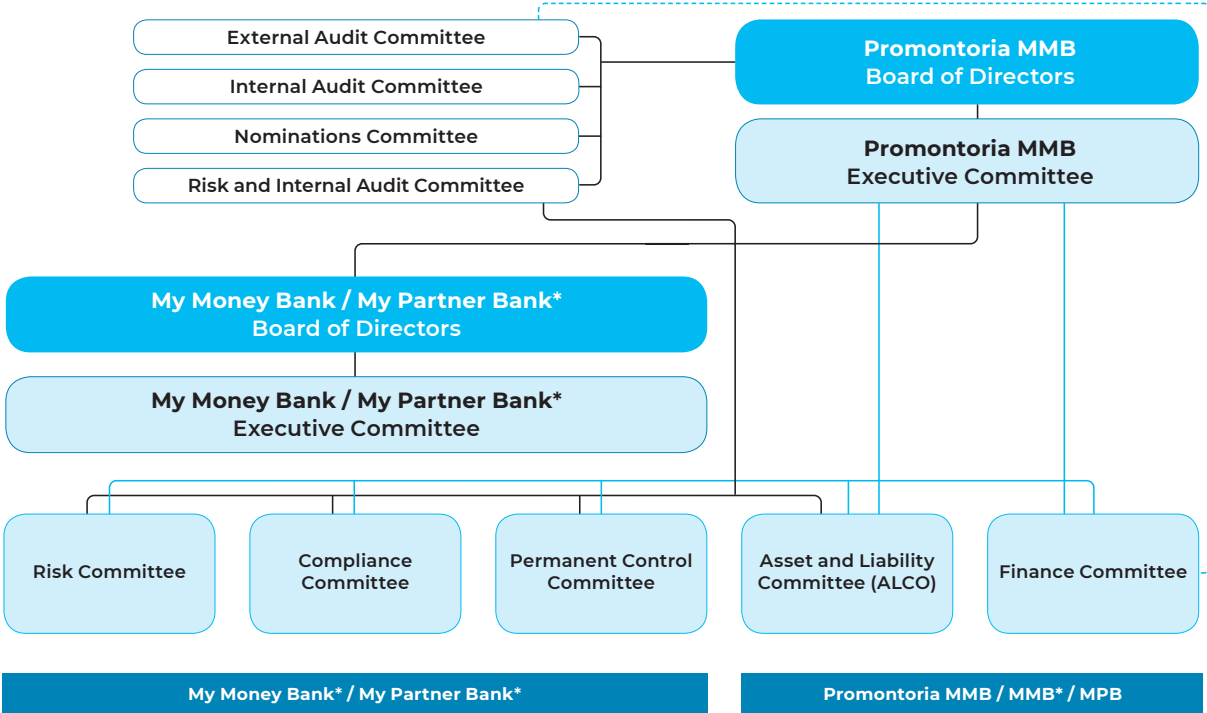 External Audit Committee
Internal Audit Committee
Nominations Committee
Risk and Internal Audit Committee
Promontoria MMB
Board of Directors
Promontoria MMB
Executive Committee
My Money Bank / My Partner Bank*
Board of Directors
My Money Bank / My Partner Bank*
Executive Committee
Risk Committee
Compliance
Committee
Permanent Control
Committee
Asset and Liability
Committee (ALCO)
Finance Committee
My Money Bank* / My Partner Bank*
Promontoria MMB / MMB* / MPB